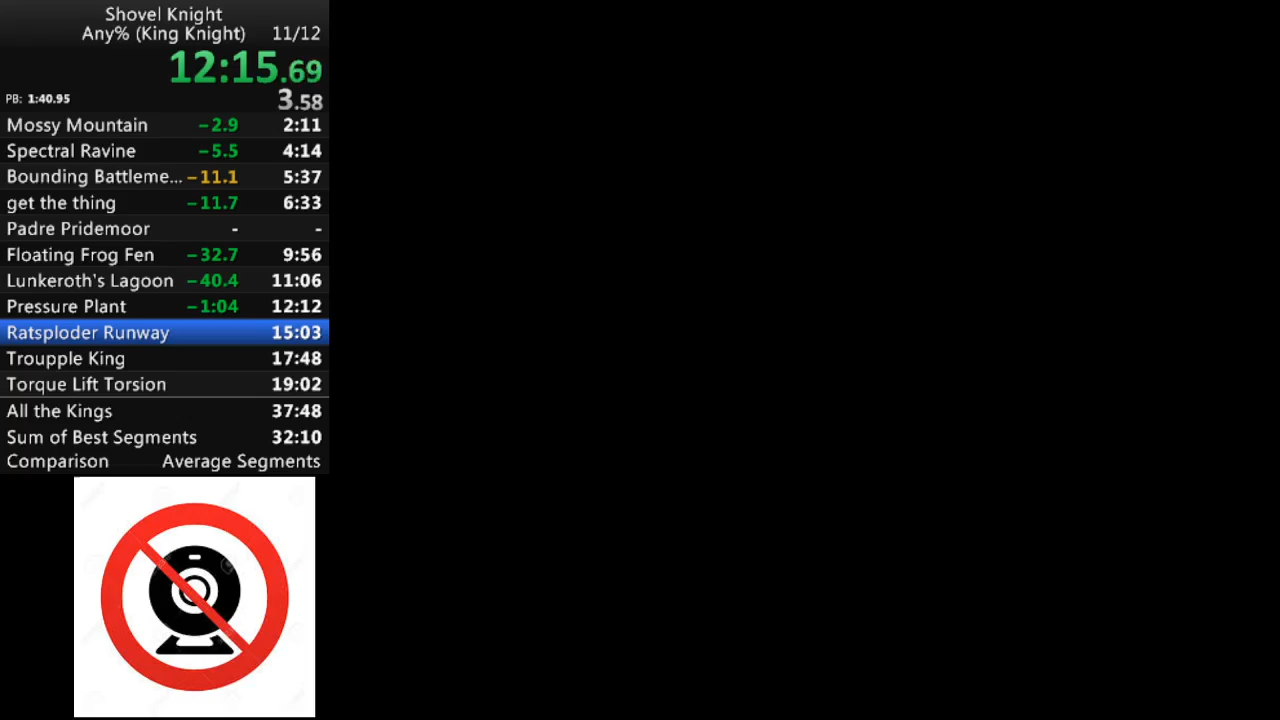 Shovel Knight
Any% (King Knight) 11/12
12:15.69
PB: 1:40.95 3.58
Mossy Mountain −2.9 2:11
Spectral Ravine −5.5 4:14
Bounding Battleme... −11.1 5:37
get the thing −11.7 6:33
Padre Pridemoor - -
Floating Frog Fen −32.7 9:56
Lunkeroth's Lagoon −40.4 11:06
Pressure Plant −1:04 12:12
Ratsploder Runway 15:03
Troupple King 17:48
Torque Lift Torsion 19:02
All the Kings 37:48
Sum of Best Segments 32:10
Comparison Average Segments